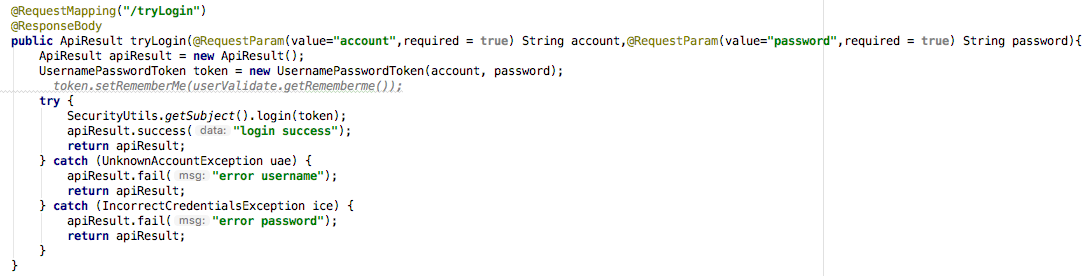 @RequestMapping("/tryLogin")
@ResponseBody
public ApiResult tryLogin(@RequestParam(value="account",required = true) String account,@RequestParam(value="password",required = true) String password){
    ApiResult apiResult = new ApiResult();
    UsernamePasswordToken token = new UsernamePasswordToken(account, password);
      token.setRememberMe(userValidate.getRememberme());
    try {
        SecurityUtils.getSubject().login(token);
        apiResult.success( data: "login success");
        return apiResult;
    } catch (UnknownAccountException uae) {
        apiResult.fail( msg: "error username");
        return apiResult;
    } catch (IncorrectCredentialsException ice) {
        apiResult.fail( msg: "error password");
        return apiResult;
    }
}